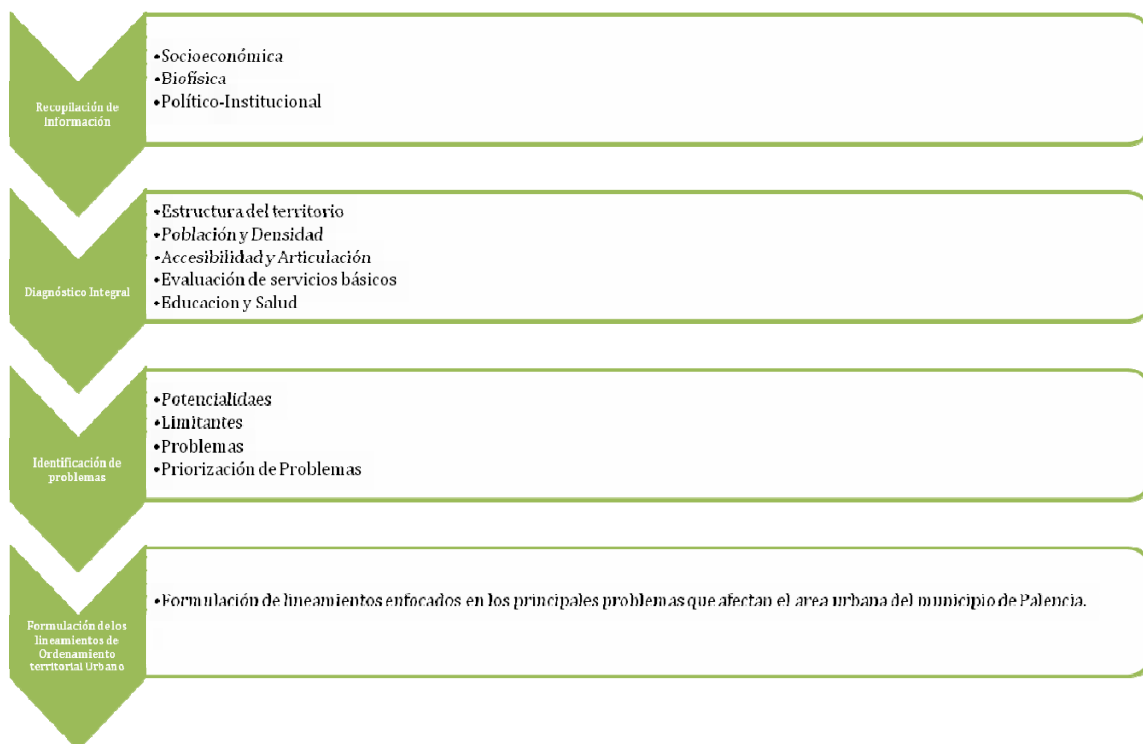 Recopilación de
Información
•Socioeconómica
•Biofísica
•Político-Institucional
Diagnóstico Integral
•Estructura del territorio
•Población y Densidad
•Accesibilidad y Articulación
•Evaluación de servicios básicos
•Educacion y Salud
Identificación de
problemas
•Potencialidaes
•Limitantes
•Problemas
•Priorización de Problemas
Formulación de los
lineamientos de
Ordenamiento
territorial Urbano
•Formulación de lineamientos enfocados en los principales problemas que afectan el area urbana del municipio de Palencia.